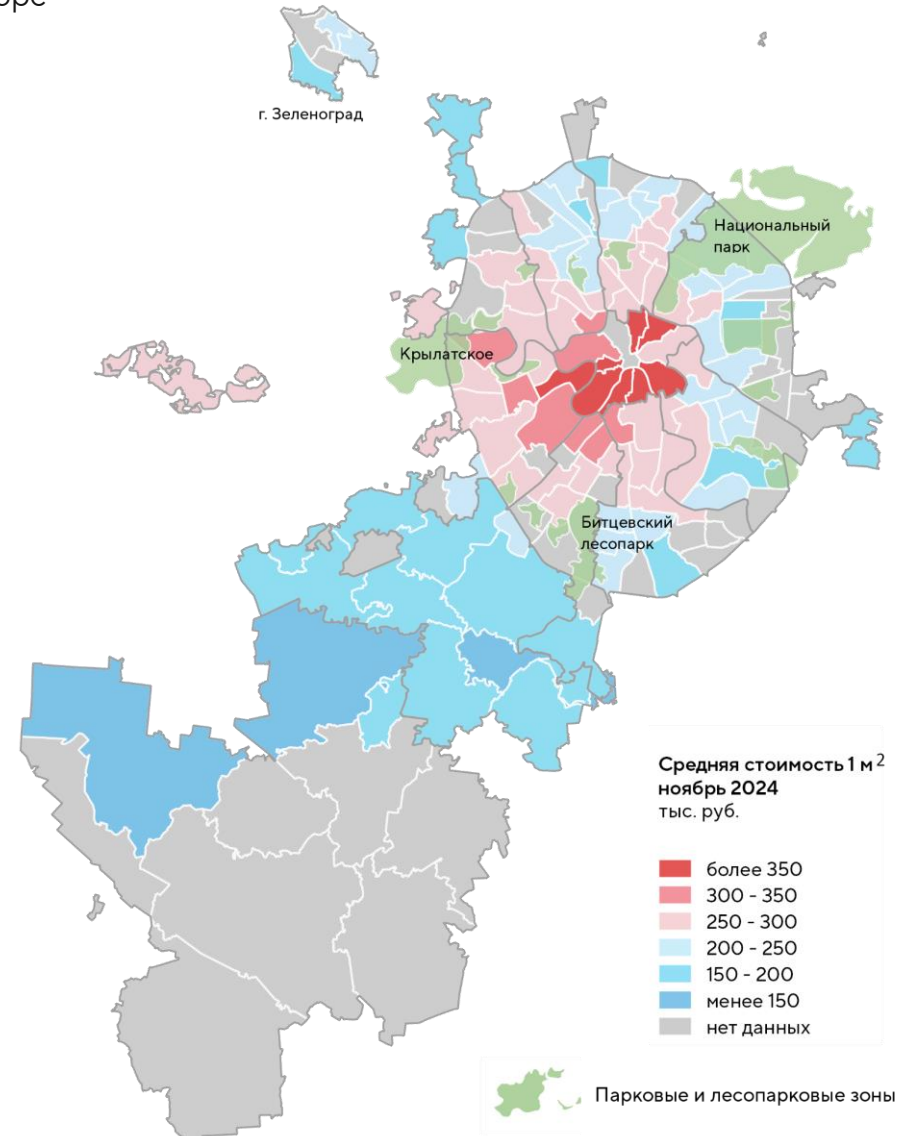 г. Зеленоград
Национальный
парк
Крылатское
Битцевский
лесопарк
Средняя стоимость 1 м 2
ноябрь 2024
тыс. руб.
более 350
300 - 350
250 - 300
200 - 250
150 - 200
менее 150
нет данных
Парковые и лесопарковые зоны